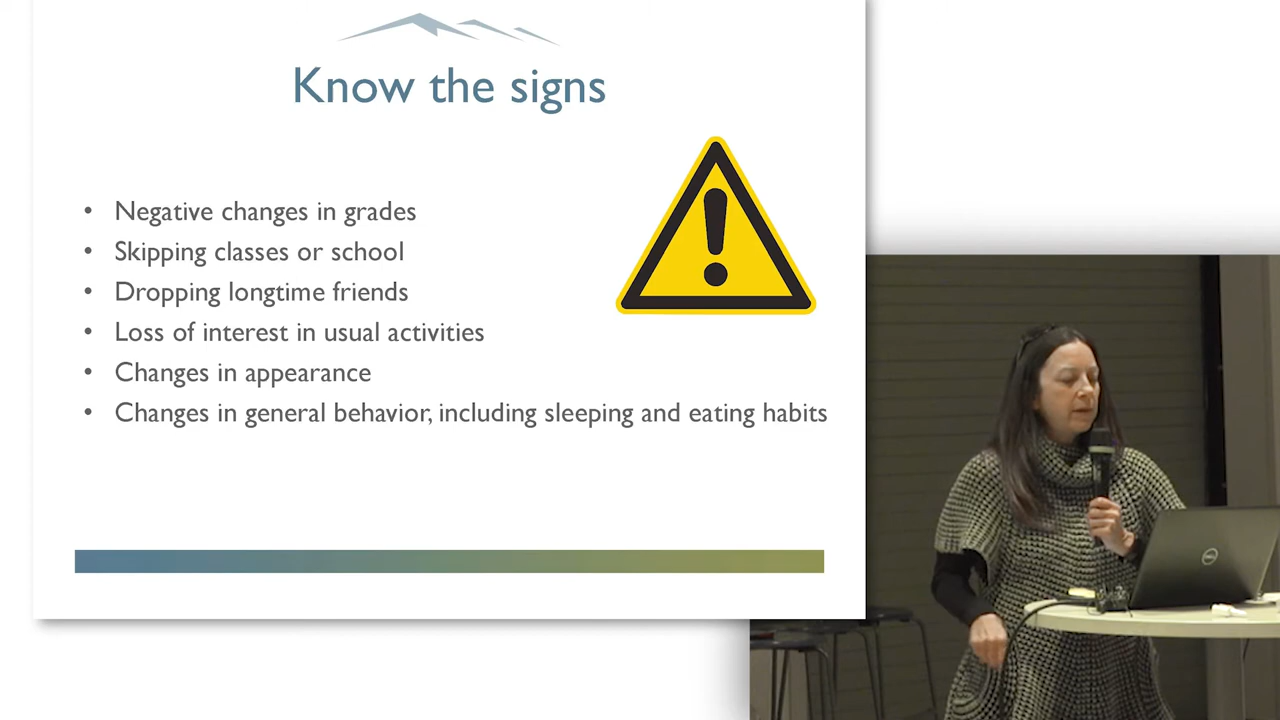 Know the signs
• Negative changes in grades
• Skipping classes or school
• Dropping longtime friends
• Loss of interest in usual activities
• Changes in appearance
• Changes in general behavior, including sleeping and eating habits
DELL